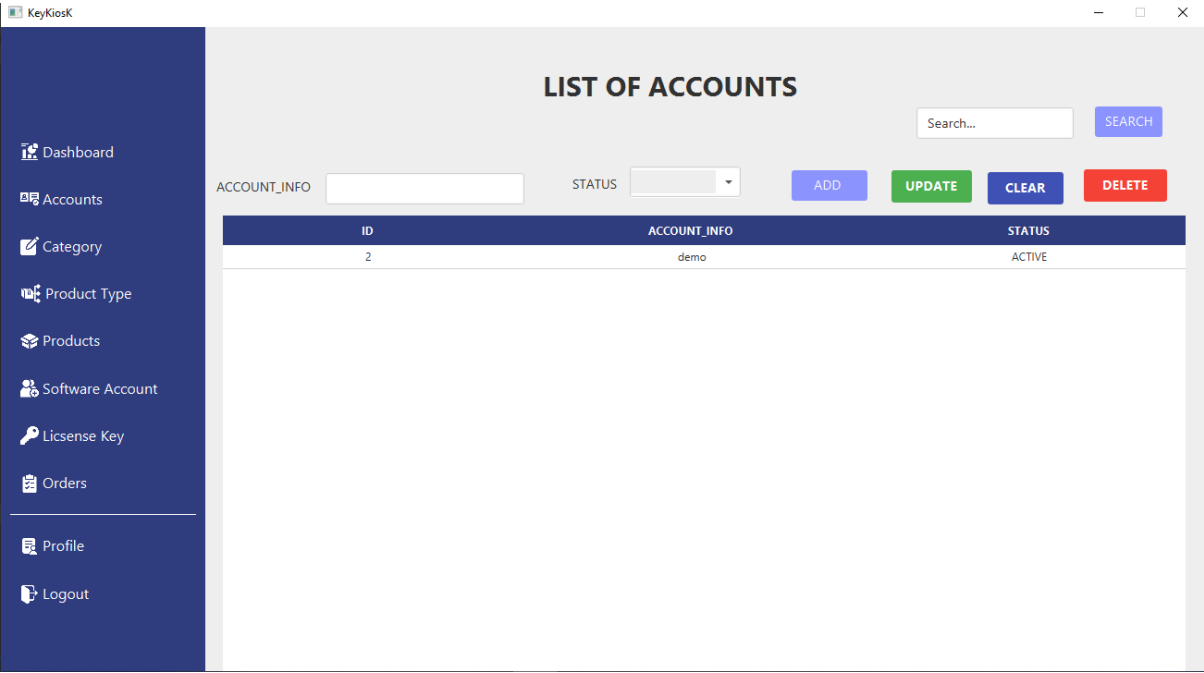 KeyKiosK
LIST OF ACCOUNTS
Search...
SEARCH
Dashboard
Accounts
Category
Product Type
Products
Software Account
Licsense Key
Orders
Profile
Logout
ACCOUNT_INFO
STATUS
ADD
UPDATE
CLEAR
DELETE
ID ACCOUNT_INFO STATUS
2 demo ACTIVE